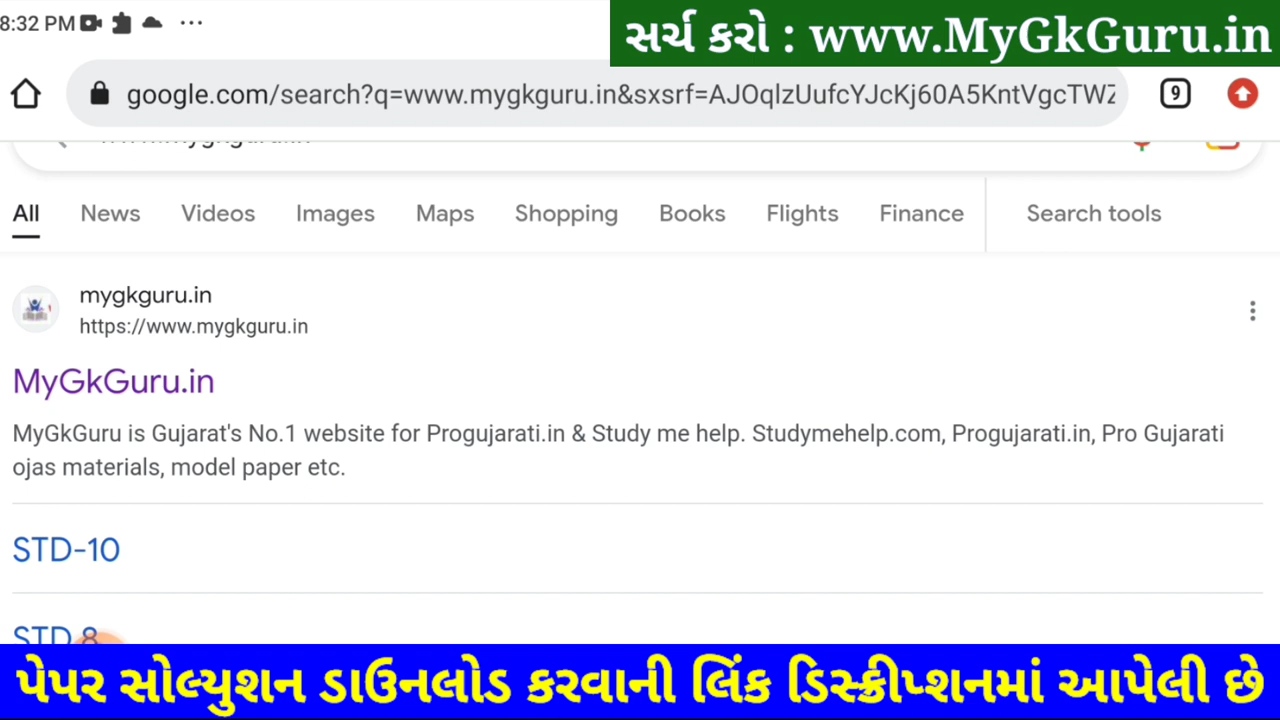 8:32 PM
સર્ચ કરો : www.MyGkGuru.in
google.com/search?q=www.mygkguru.in&sxsrf=AJOqlzUufcYJcKj60A5KntVgcTWZ
9
All News Videos Images Maps Shopping Books Flights Finance Search tools
mygkguru.in
https://www.mygkguru.in
MyGkGuru.in
MyGkGuru is Gujarat's No.1 website for Progujarati.in & Study me help. Studymehelp.com, Progujarati.in, Pro Gujarati
ojas materials, model paper etc.
STD-10
STD 8
પેપર સોલ્યુશન ડાઉનલોડ કરવાની લિંક ડિસ્ક્રીપ્શનમાં આપેલી છે